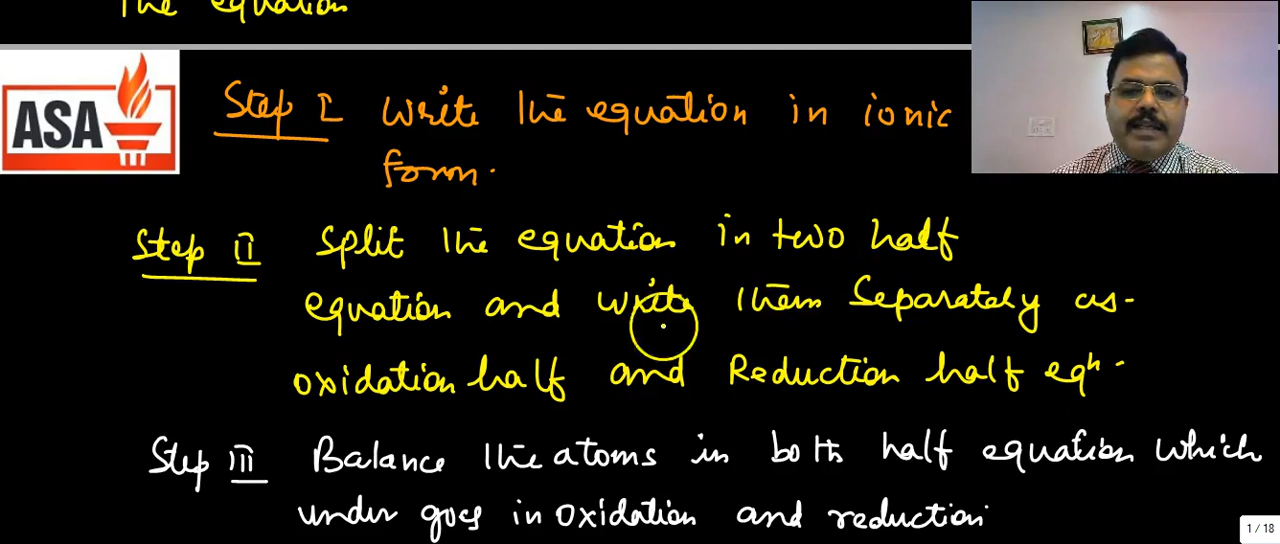 The equation
ASA
Step I Write the equation in ionic
form.
Step II Split the equation in two half
equation and write them Separately as-
oxidation half and Reduction half eqn.
Step III Balance the atoms in both half equation which
under goes in oxidation and reduction
1 / 18